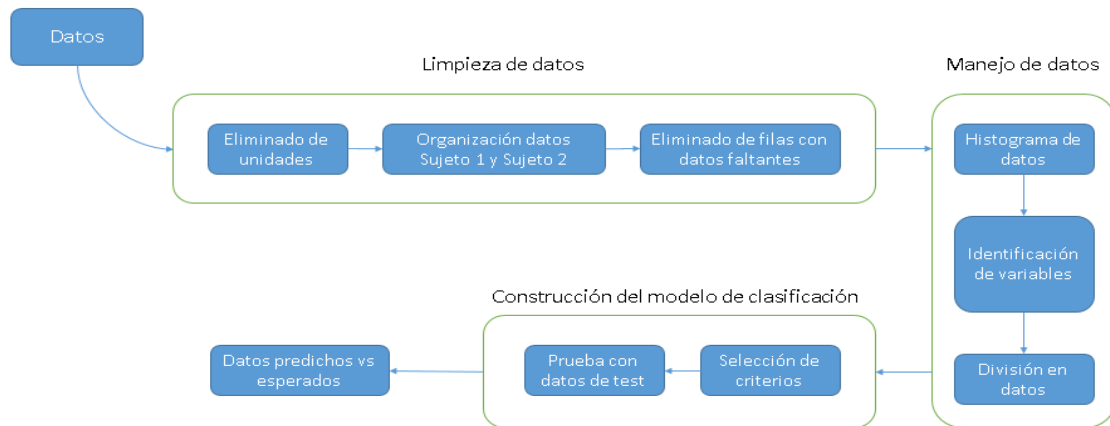 Datos
Limpieza de datos
Eliminado de
unidades
Organización datos
Sujeto 1 y Sujeto 2
Eliminado de filas con
datos faltantes
Manejo de datos
Histograma de
datos
Identificación
de variables
División en
datos
Construcción del modelo de clasificación
Selección de
criterios
Prueba con
datos de test
Datos predichos vs
esperados